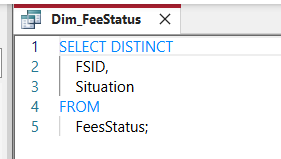 Dim_FeeStatus
1 SELECT DISTINCT
2 FSID,
3 Situation
4 FROM
5 FeesStatus;